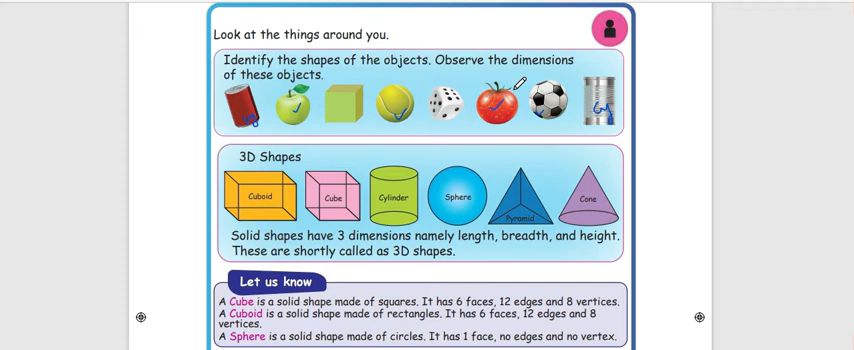 Look at the things around you.
Identify the shapes of the objects. Observe the dimensions
of these objects.
3D Shapes
Cuboid
Cube
Cylinder
Sphere
Pyramid
Cone
Solid shapes have 3 dimensions namely length, breadth, and height.
These are shortly called as 3D shapes.
Let us know
A Cube is a solid shape made of squares. It has 6 faces, 12 edges and 8 vertices.
A Cuboid is a solid shape made of rectangles. It has 6 faces, 12 edges and 8
vertices.
A Sphere is a solid shape made of circles. It has 1 face, no edges and no vertex.